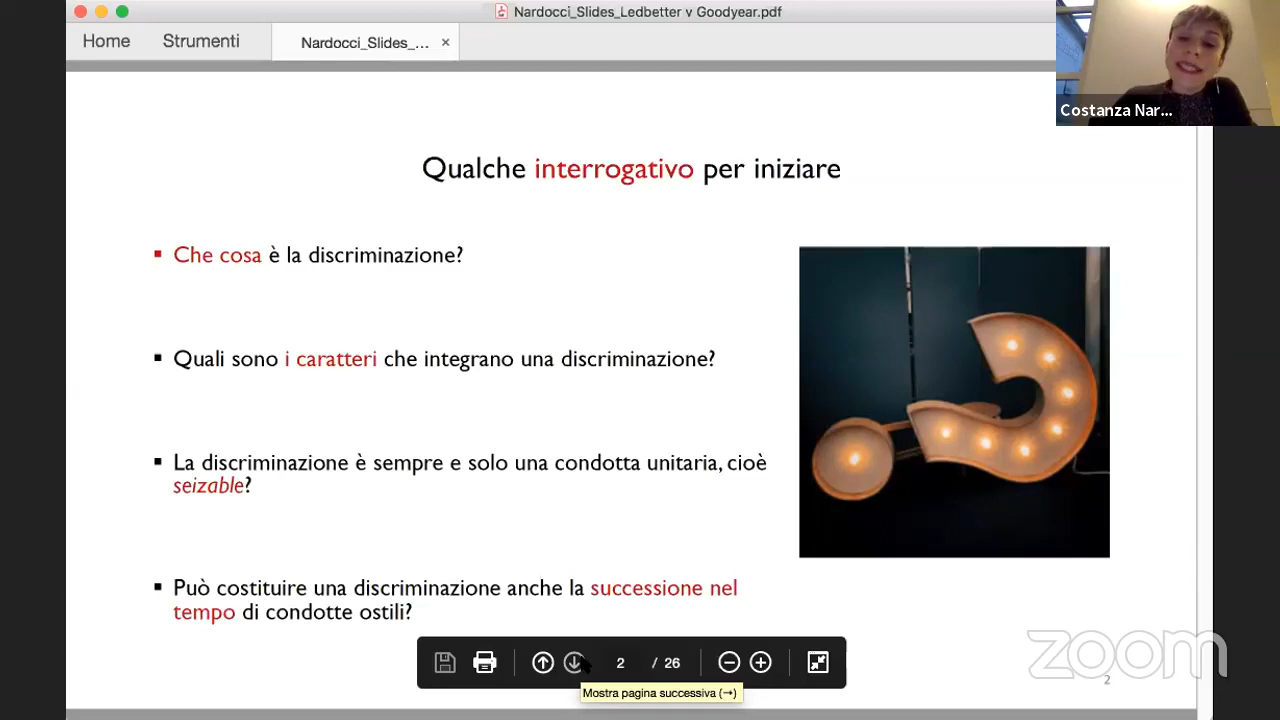 Nardocci_Slides_Ledbetter v Goodyear.pdf
Home
Strumenti
Nardocci_Slides_...
×
Costanza Nar...
Qualche interrogativo per iniziare
▪ Che cosa è la discriminazione?
▪ Quali sono i caratteri che integrano una discriminazione?
▪ La discriminazione è sempre e solo una condotta unitaria, cioè
seizable?
▪ Può costituire una discriminazione anche la successione nel
tempo di condotte ostili?
2 / 26
Mostra pagina successiva (→)
zoom
2